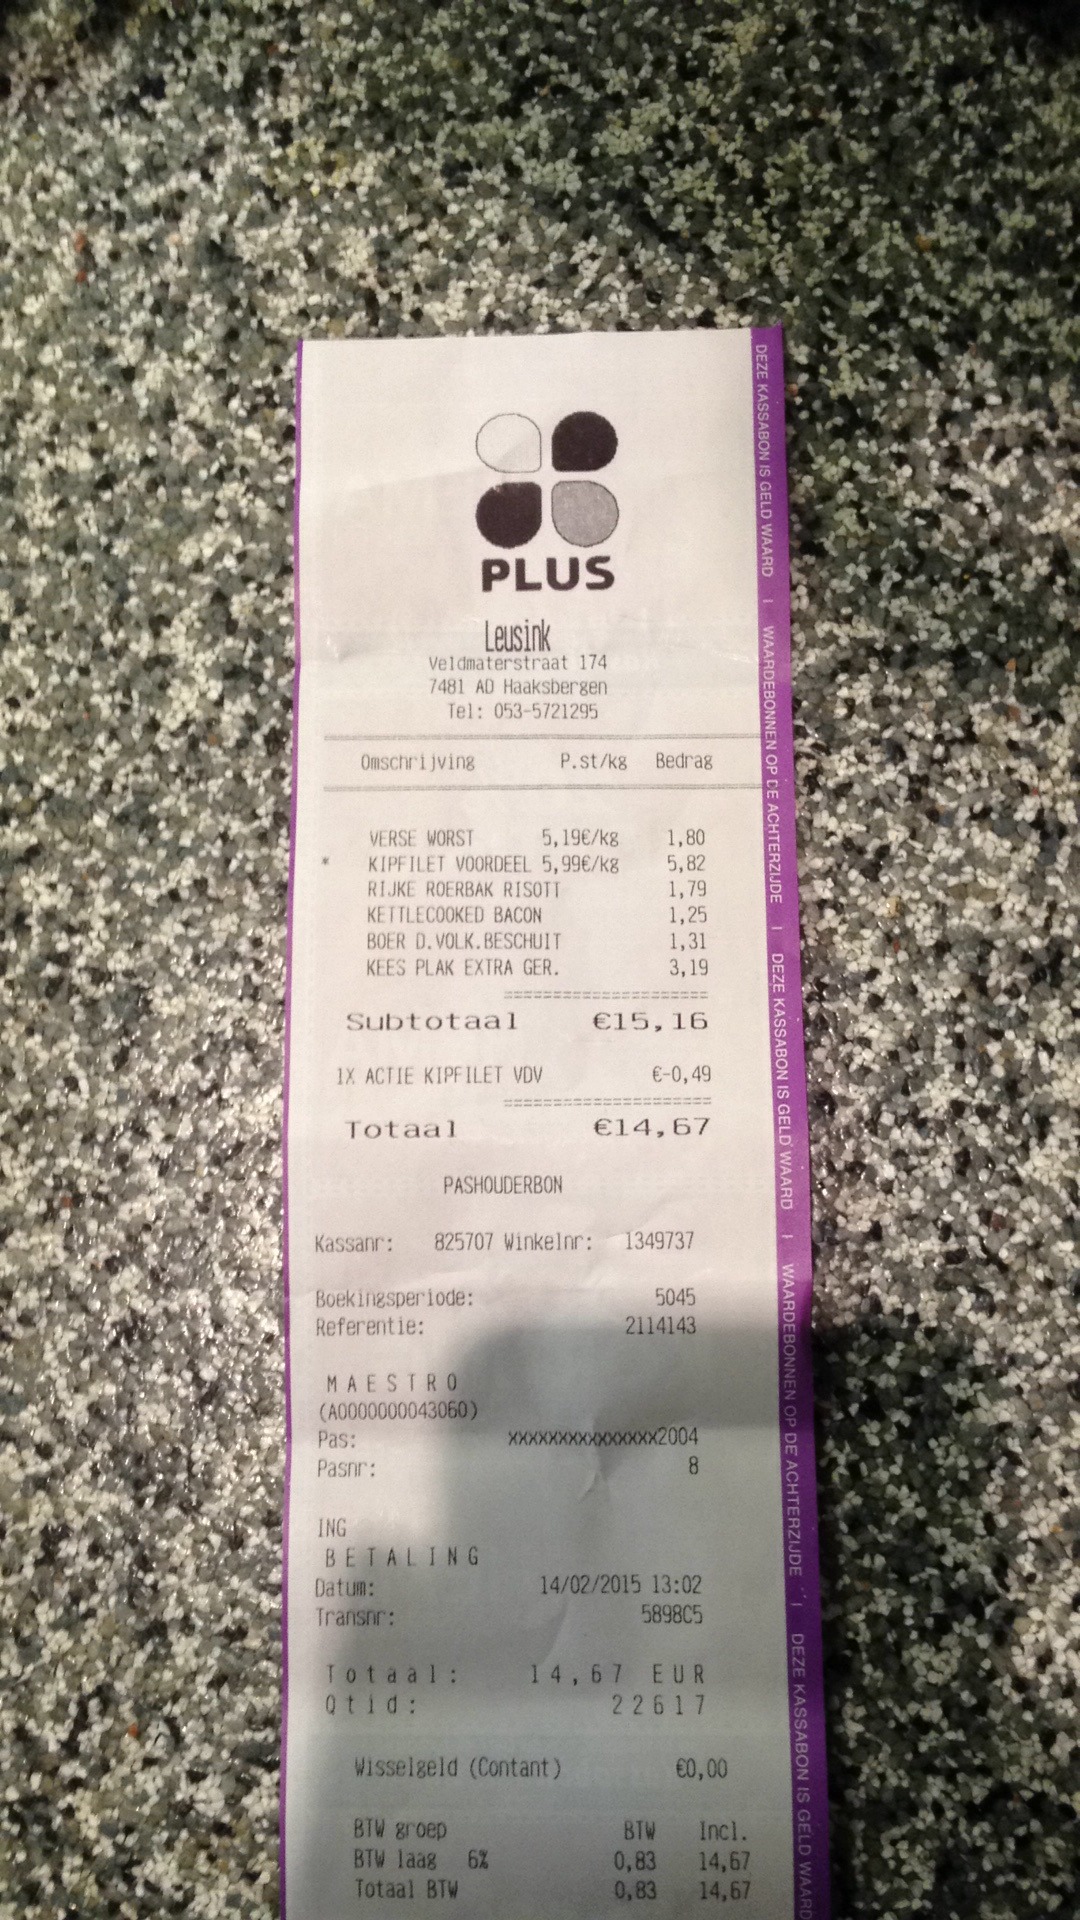 PLUS
Leusink
Veldmaterstraat 174
7481 AD Haaksbergen
Tel: 053-5721295
Omschrijving P.st/kg Bedrag
VERSE WORST 5,19€/kg 1,80
* KIPFILET VOORDEEL 5,99€/kg 5,82
RIJKE ROERBAK RISOTT 1,79
KETTLECOOKED BACON 1,25
BOER D.VOLK.BESCHUIT 1,31
KEES PLAK EXTRA GER. 3,19
=====================
Subtotaal €15,16
1X ACTIE KIPFILET VDV €-0,49
=====================
Totaal €14,67
PASHOUDERBON
Kassanr: 825707 Winkelnr: 1349737
Boekingsperiode: 5045
Referentie: 2114143
MAESTRO
(A0000000043060)
Pas: xxxxxxxxxxxxxxx2004
Pasnr: 8
ING
BETALING
Datum: 14/02/2015 13:02
Transnr: 5898C5
Totaal: 14,67 EUR
Qtid: 22617
Wisselgeld (Contant) €0,00
BTW groep BTW Incl.
BTW laag 6% 0,83 14,67
Totaal BTW 0,83 14,67
DEZE KASSABON IS GELD WAARD | WAARDEBONNEN OP DE ACHTERZIJDE | DEZE KASSABON IS GELD WAARD | WAARDEBONNEN OP DE ACHTERZIJDE | DEZE KASSABON IS GELD WAARD